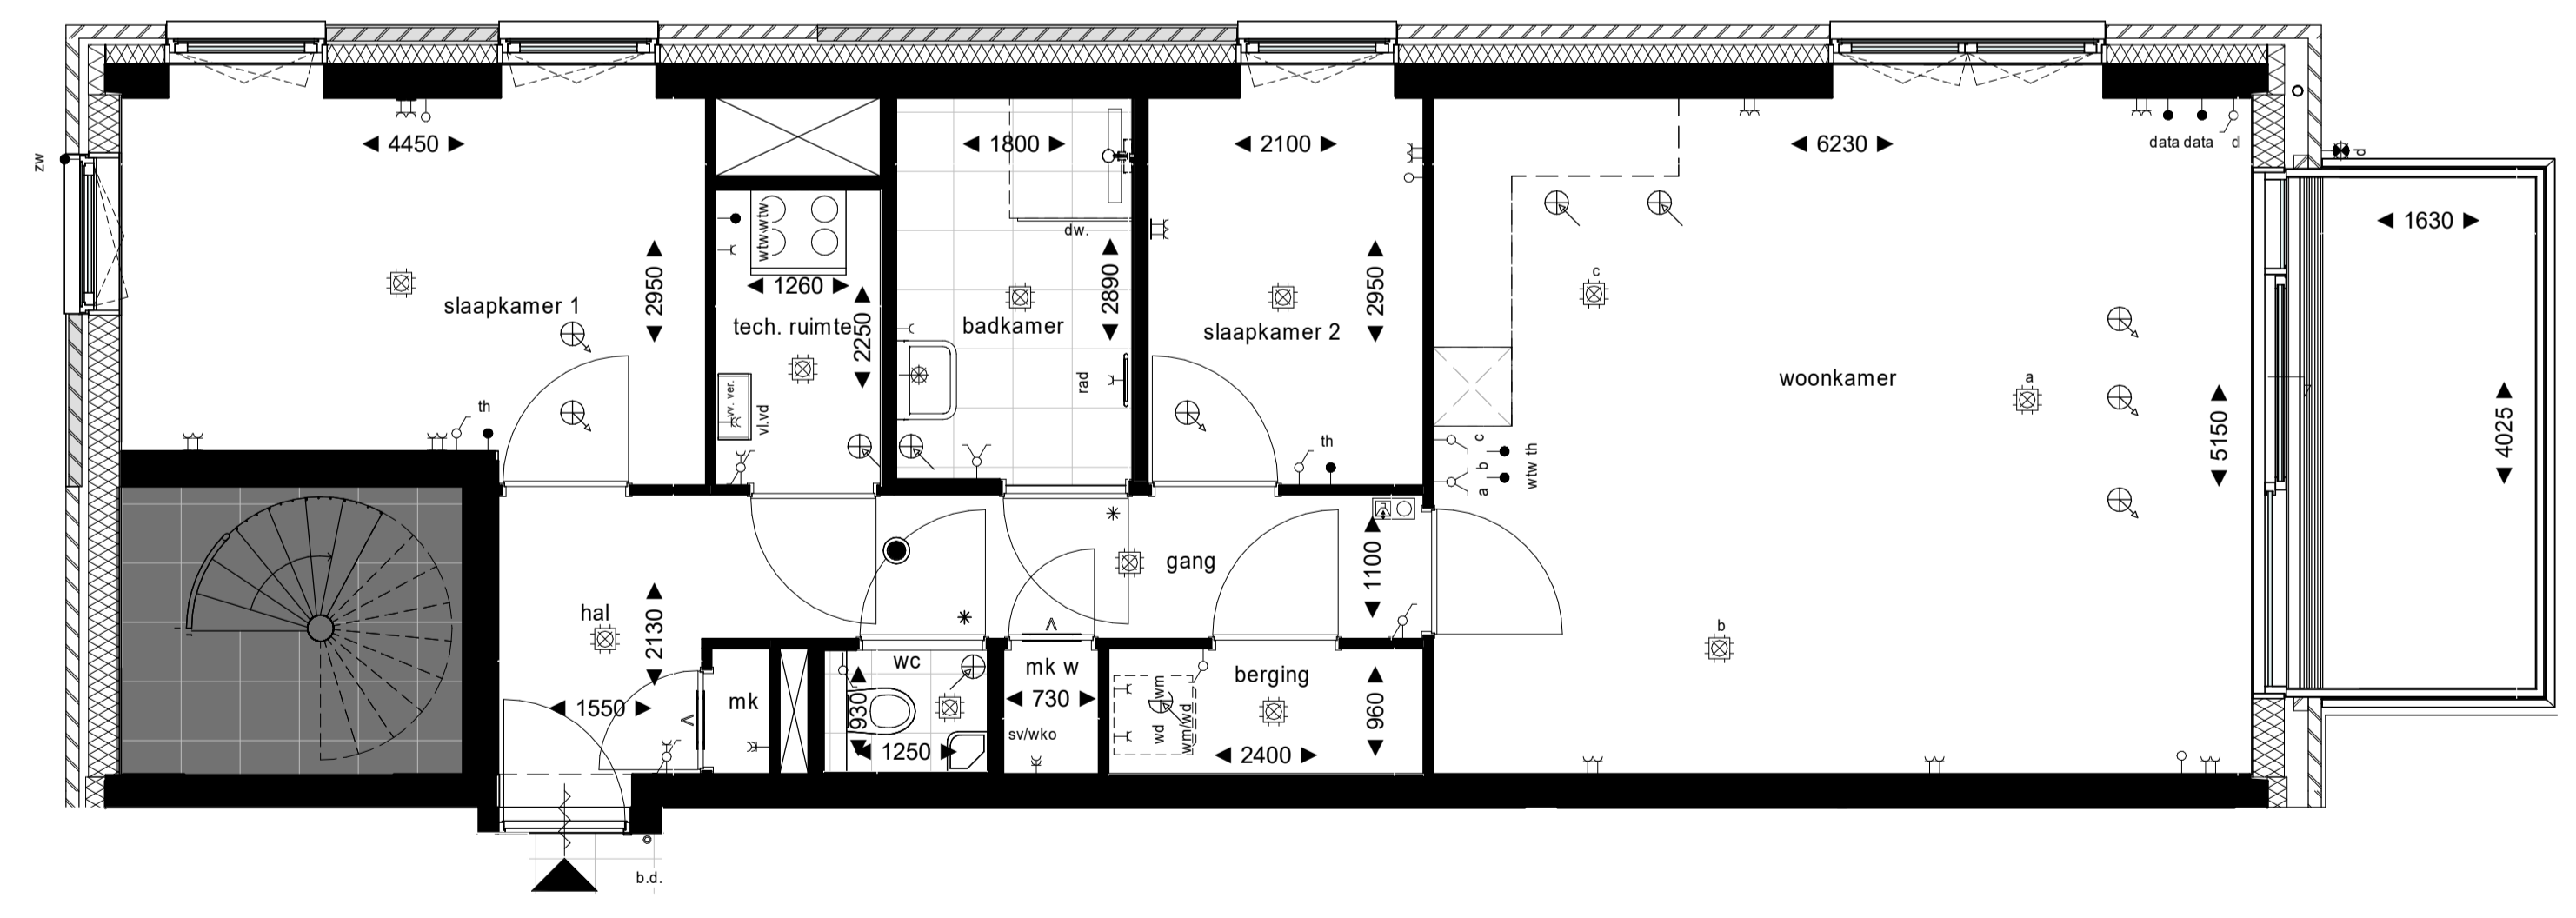 zw
4450
1800
2100
6230
data data
d
d
1630
wtw wtw
dw.
c
1260
2950
2250
2890
2950
slaapkamer 1
tech. ruimte
badkamer
slaapkamer 2
woonkamer
a
vv. ver.
rad
th
vl.vd
th
c
b
a
wtw th
5150
4025
gang
1100
hal
2130
b
wc
mk w
berging
mk
1550
930
1250
730
sv/wko
wm
wd
wm/wd
2400
960
b.d.